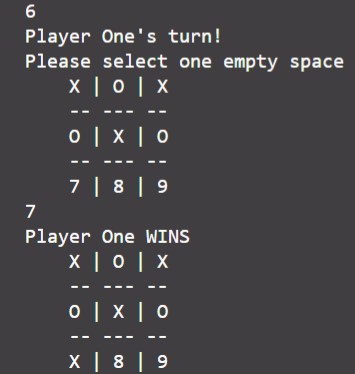 6
Player One's turn!
Please select one empty space
X | O | X
-- --- --
O | X | O
-- --- --
7 | 8 | 9
7
Player One WINS
X | O | X
-- --- --
O | X | O
-- --- --
X | 8 | 9